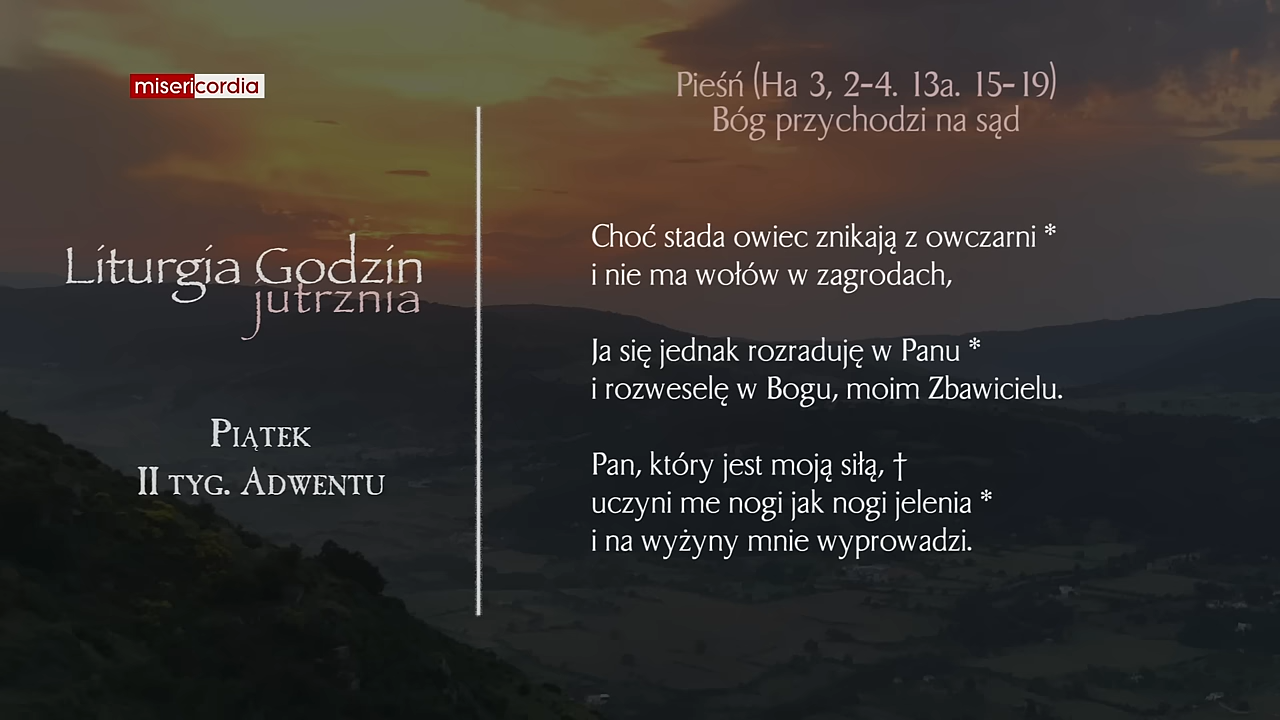 misericordia
Liturgia Godzin
jutrznia
Piątek
II tyg. Adwentu
Pieśń (Ha 3, 2-4. 13a. 15-19)
Bóg przychodzi na sąd
Choć stada owiec znikają z owczarni *
i nie ma wołów w zagrodach,
Ja się jednak rozraduję w Panu *
i rozweselę w Bogu, moim Zbawicielu.
Pan, który jest moją siłą, †
uczyni me nogi jak nogi jelenia *
i na wyżyny mnie wyprowadzi.